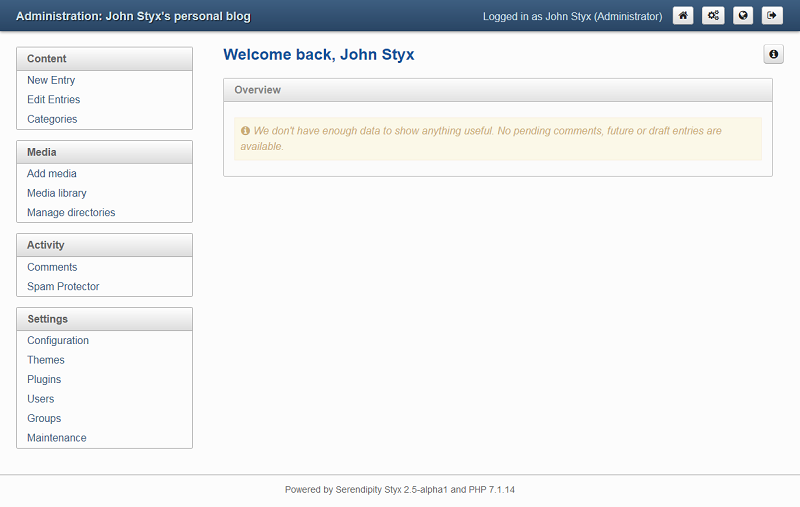 Administration: John Styx's personal blog
Logged in as John Styx (Administrator)
Content
New Entry
Edit Entries
Categories
Media
Add media
Media library
Manage directories
Activity
Comments
Spam Protector
Settings
Configuration
Themes
Plugins
Users
Groups
Maintenance
Welcome back, John Styx
Overview
We don't have enough data to show anything useful. No pending comments, future or draft entries are
available.
Powered by Serendipity Styx 2.5-alpha1 and PHP 7.1.14